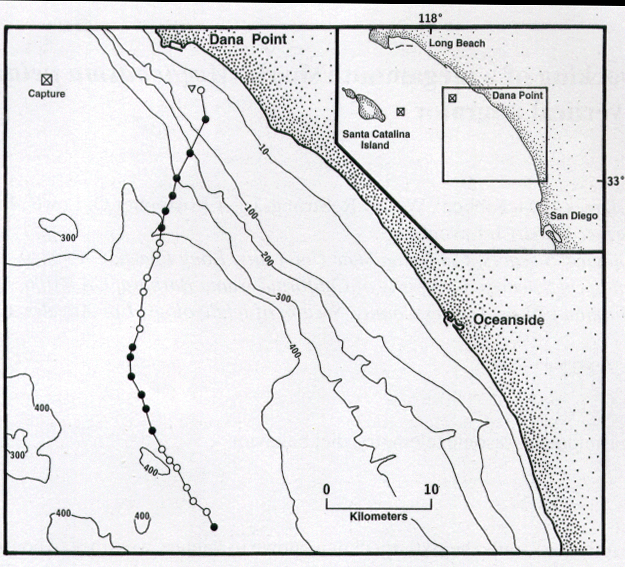 118°
Dana Point
Long Beach
Capture
Dana Point
Santa Catalina
Island
10
33°
100
San Diego
300
200
300
Oceanside
400
400
300
400
0 10
Kilometers
400
400